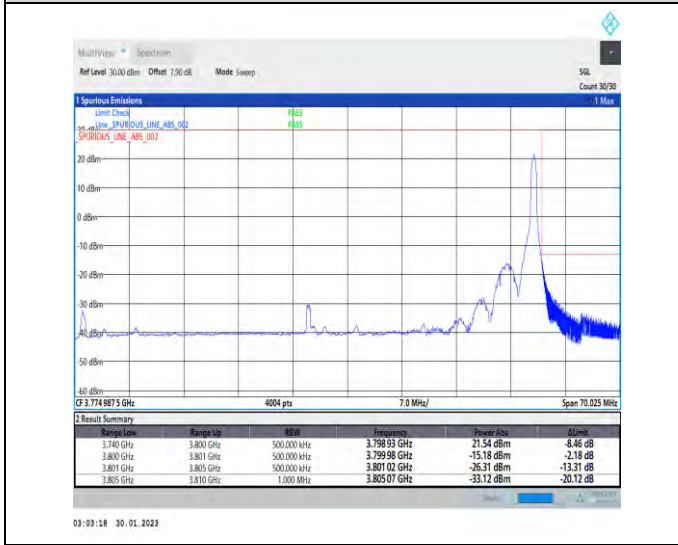 MultiView Spectrum
Ref Level 30.00 dBm Offset 7.90 dB Mode Sweep SGL
Count 30/30
1 Spurious Emissions 1 Max
Limit Check PASS
Line _SPURIOUS_LINE_ABS_002 PASS
_SPURIOUS_LINE_ABS_002
20 dBm
10 dBm
0 dBm
-10 dBm
-20 dBm
-30 dBm
-40 dBm
-50 dBm
-60 dBm
CF 3.774 987 5 GHz 4004 pts 7.0 MHz/ Span 70.025 MHz
2 Result Summary
Range Low Range Up RBW Frequency Power Abs ΔLimit
3.740 GHz 3.800 GHz 500.000 kHz 3.798 93 GHz 21.54 dBm -8.46 dB
3.800 GHz 3.801 GHz 500.000 kHz 3.799 98 GHz -15.18 dBm -2.18 dB
3.801 GHz 3.805 GHz 500.000 kHz 3.801 02 GHz -26.31 dBm -13.31 dB
3.805 GHz 3.810 GHz 1.000 MHz 3.805 07 GHz -33.12 dBm -20.12 dB
03:03:18 30.01.2023